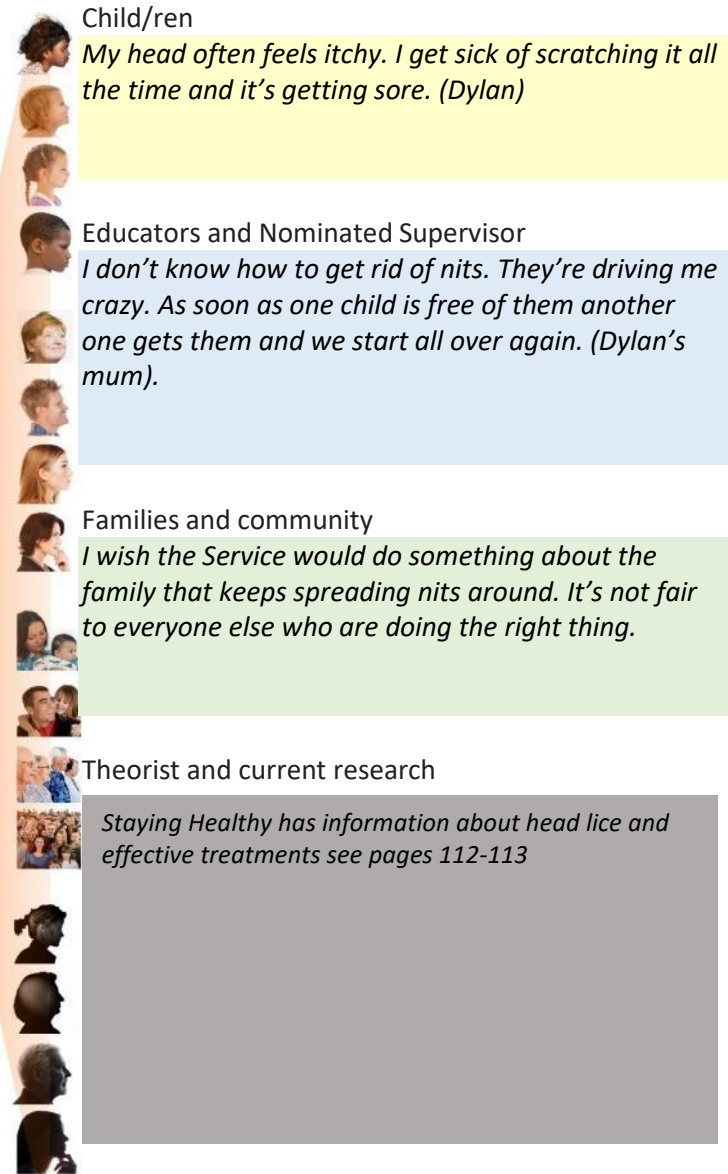 Child/ren
My head often feels itchy. I get sick of scratching it all
the time and it's getting sore. (Dylan)
Educators and Nominated Supervisor
I don't know how to get rid of nits. They're driving me
crazy. As soon as one child is free of them another
one gets them and we start all over again. (Dylan's
mum).
Families and community
I wish the Service would do something about the
family that keeps spreading nits around. It's not fair
to everyone else who are doing the right thing.
Theorist and current research
Staying Healthy has information about head lice and
effective treatments see pages 112-113